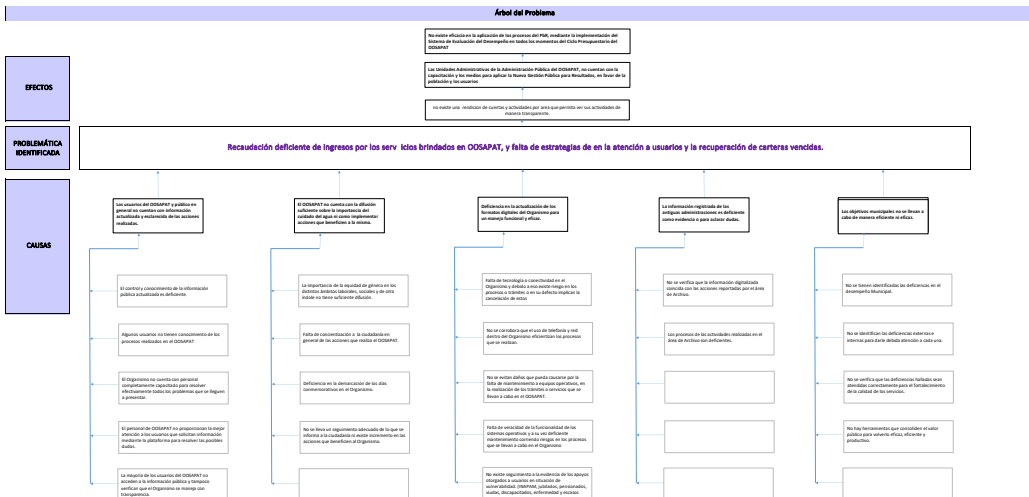 Árbol del Problema
No existe eficacia en la aplicación de los procesos del PbR, mediante la implementación del
Sistema de Evaluación del Desempeño en todos los momentos del Ciclo Presupuestario del
OOSAPAT
EFECTOS
Las Unidades Administrativas de la Administración Pública del OOSAPAT, no cuentan con la
capacitación y los medios para aplicar la Nueva Gestión Pública para Resultados, en favor de la
población y los usuarios
no existe una rendicion de cuentas y actividades por area que permita ver sus actividades de
manera transparente.
PROBLEMÁTICA
IDENTIFICADA
Recaudación deficiente de ingresos por los serv icios brindados en OOSAPAT, y falta de estrategias de en la atención a usuarios y la recuperación de carteras vencidas.
CAUSAS
Los usuarios del OOSAPAT y público en
general no cuentan con información
actualizada y esclarecida de las acciones
realizadas.
El control y conocimiento de la información
pública actualizada es deficiente.
Algunos usuarios no tienen conocimiento de los
procesos realizados en el OOSAPAT
El Organismo no cuenta con personal
completamente capacitado para resolver
efectivamente todos los problemas que se lleguen
a presentar.
El personal de OOSAPAT no proporcionan la mejor
atención a los usuarios que solicitan información
mediante la plataforma para resolver las posibles
dudas.
La mayoría de los usuarios del OOSAPAT no
acceden a la información pública y tampoco
verifican que el Organismo se maneja con
transparencia.
El OOSAPAT no cuenta con la difusión
suficiente sobre la importancia del
cuidado del agua ni como implementar
acciones que beneficien a la misma.
La importancia de la equidad de género en los
distintos ámbitos laborales, sociales y de otra
índole no tiene suficiente difusión.
Falta de concientización a la ciudadanía en
general de las acciones que realiza el OOSAPAT.
Deficiencia en la demarcación de los días
conmemorativos en el Organismo.
No se lleva un seguimiento adecuado de lo que se
informa a la ciudadanía ni existe incremento en las
acciones que beneficien al Organismo.
Deficiencia en la actualización de los
formatos digitales del Organismo para
un manejo funcional y eficaz.
Falta de tecnología o conectividad en el
Organismo y debido a eso existe riesgo en los
procesos o trámites o en su defecto implican la
cancelación de estos
No se corrobora que el uso de telefonía y red
dentro del Organismo eficientizan los procesos
que se realizan.
No se evitan daños que pueda causarse por la
falta de mantenimiento a equipos operativos, en
la realización de los trámites o servicios que se
llevan a cabo en el OOSAPAT.
Falta de veracidad de la funcionalidad de los
sistemas operativos y a su vez deficiente
mantenimiento corriendo riesgos en los procesos
que se llevan a cabo en el Organismo
No existe seguimiento a la evidencia de los apoyos
otorgados a usuarios en situación de
vulnerabilidad. (INAPAM, jubilados, pensionados,
viudas, discapacitados, enfermedad y escasos
La información registrada de las
antiguas administraciones es deficiente
como evidencia o para aclarar dudas.
No se verifica que la información digitalizada
coincida con las acciones reportadas por el área
de Archivo.
Los procesos de las actividades realizadas en el
área de Archivo son deficientes.
Los objetivos municipales no se llevan a
cabo de manera eficiente ni eficaz.
No se tienen identificadas las deficiencias en el
desempeño Municipal.
No se identifican las deficiencias externas e
internas para darle debida atención a cada una.
No se verifica que las deficiencias halladas sean
atendidas correctamente para el fortalecimiento
de la calidad de los servicios.
No hay herramientas que consoliden el valor
público para volverlo eficaz, eficiente y
productivo.